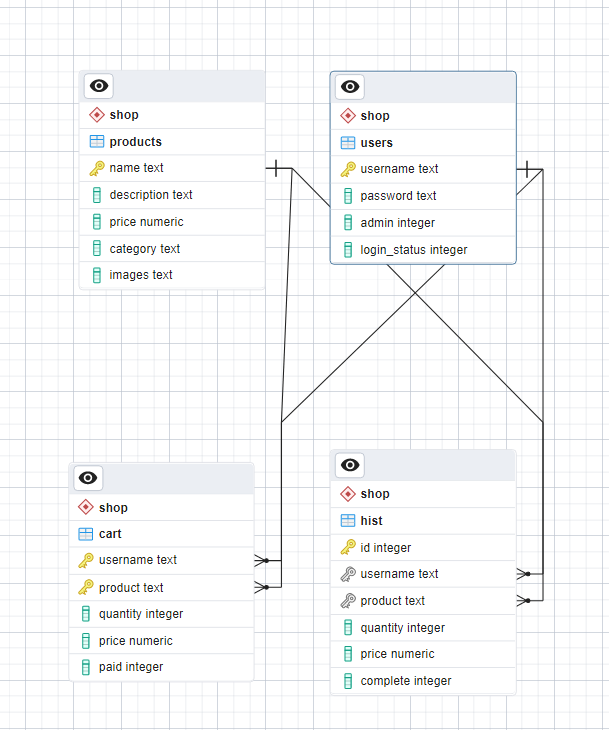 shop
products
name text
description text
price numeric
category text
images text
shop
users
username text
password text
admin integer
login_status integer
shop
cart
username text
product text
quantity integer
price numeric
paid integer
shop
hist
id integer
username text
product text
quantity integer
price numeric
complete integer